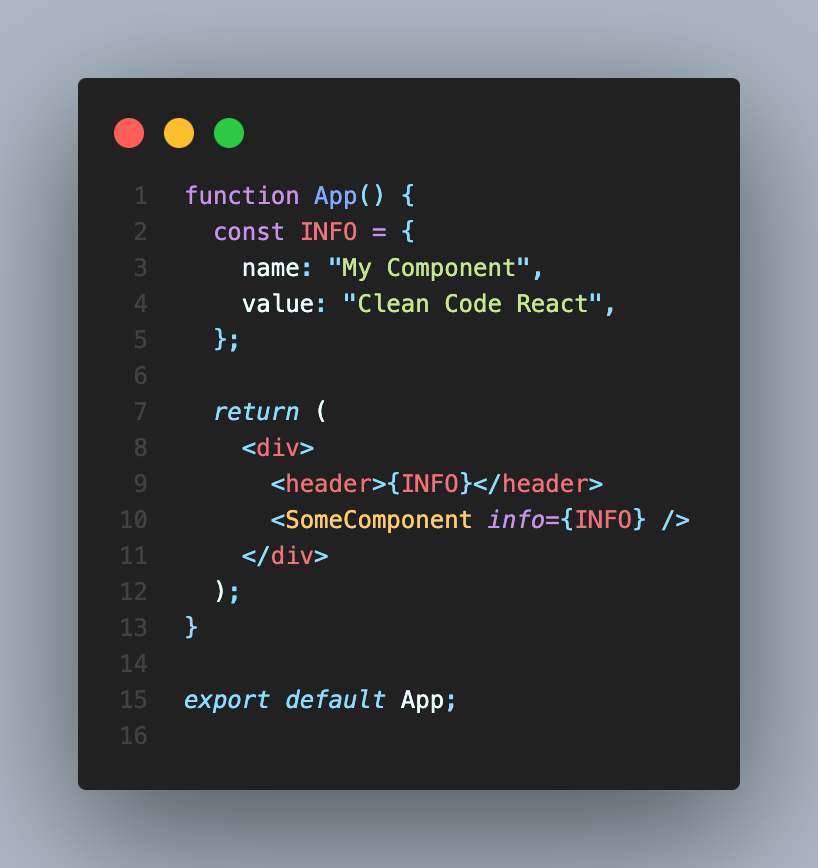 1 function App() {
2   const INFO = {
3     name: "My Component",
4     value: "Clean Code React",
5   };
6
7   return (
8     <div>
9       <header>{INFO}</header>
10       <SomeComponent info={INFO} />
11     </div>
12   );
13 }
14
15 export default App;
16